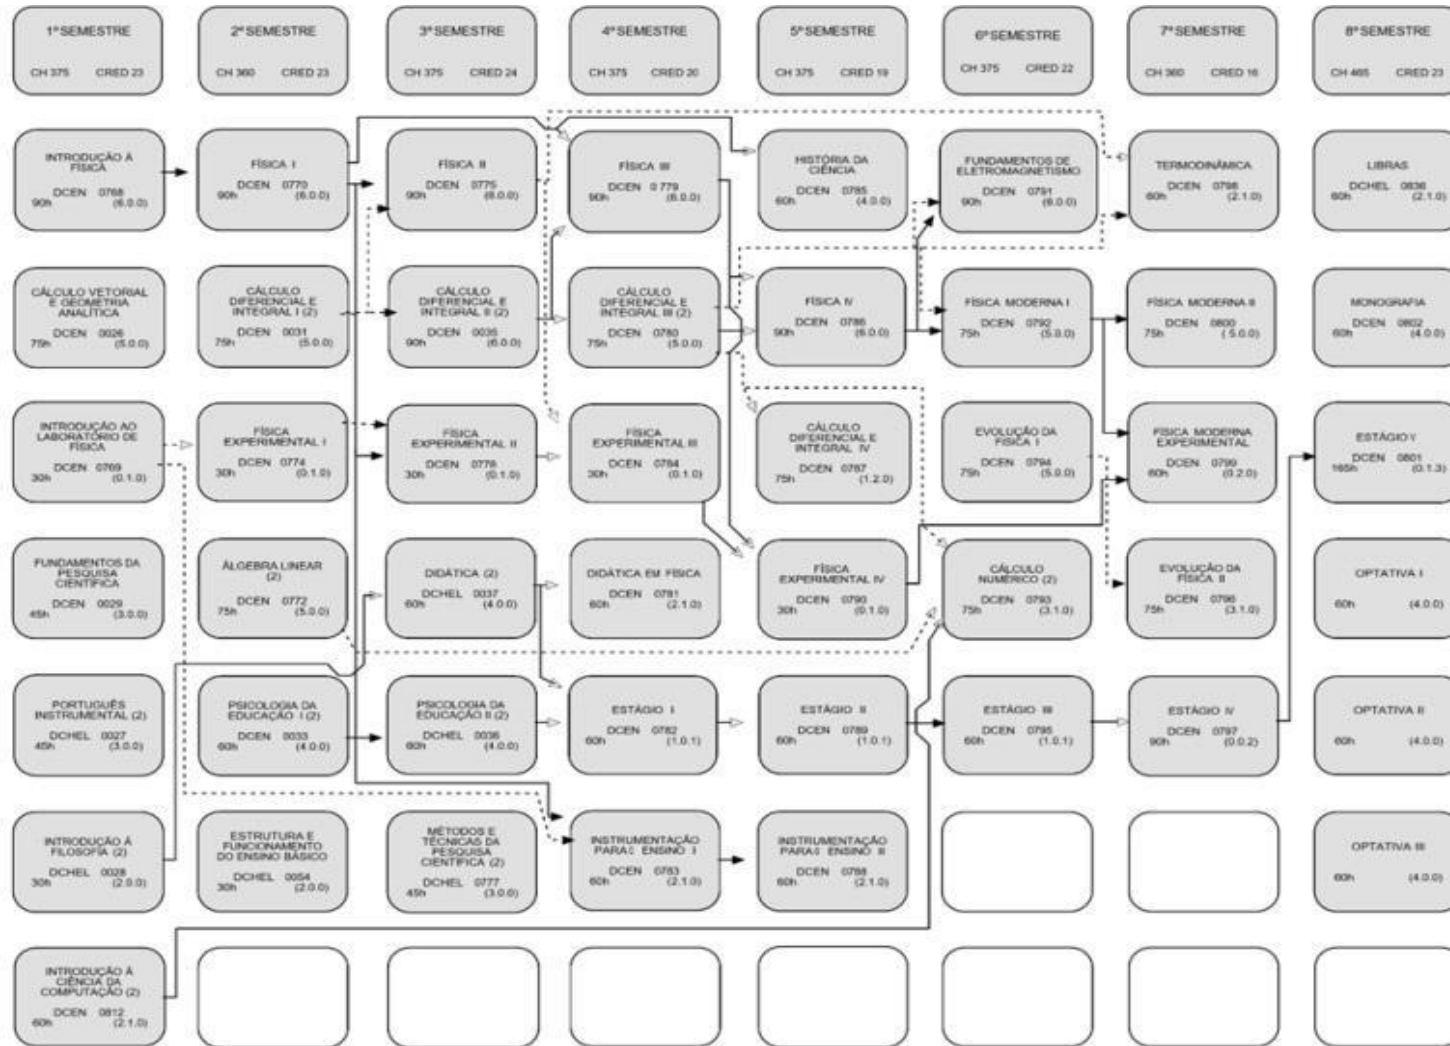 1º SEMESTRE
CH 375 CRED 23
2º SEMESTRE
CH 360 CRED 23
3º SEMESTRE
CH 375 CRED 24
4º SEMESTRE
CH 375 CRED 20
5º SEMESTRE
CH 375 CRED 19
6º SEMESTRE
CH 375 CRED 22
7º SEMESTRE
CH 360 CRED 16
8º SEMESTRE
CH 465 CRED 23
INTRODUÇÃO À
FÍSICA
DCEN 0768
90h (6.0.0)
FÍSICA I
DCEN 0770
90h (6.0.0)
FÍSICA II
DCEN 0775
90h (6.0.0)
FÍSICA III
DCEN 0 779
90h (6.0.0)
HISTÓRIA DA
CIÊNCIA
DCEN 0785
60h (4.0.0)
FUNDAMENTOS DE
ELETROMAGNETISMO
DCEN 0791
90h (6.0.0)
TERMODINÂMICA
DCEN 0798
60h (2.1.0)
LIBRAS
DCHEL 0836
60h (2.1.0)
CÁLCULO VETORIAL
E GEOMETRIA
ANALÍTICA
DCEN 0026
75h (5.0.0)
CÁLCULO
DIFERENCIAL E
INTEGRAL I (2)
DCEN 0031
75h (5.0.0)
CÁLCULO
DIFERENCIAL E
INTEGRAL II (2)
DCEN 0035
90h (6.0.0)
CÁLCULO
DIFERENCIAL E
INTEGRAL III (2)
DCEN 0780
75h (5.0.0)
FÍSICA IV
DCEN 0786
90h (6.0.0)
FÍSICA MODERNA I
DCEN 0792
75h (5.0.0)
FÍSICA MODERNA II
DCEN 0800
75h ( 5.0.0)
MONOGRAFIA
DCEN 0802
60h (4.0.0)
INTRODUÇÃO AO
LABORATÓRIO DE
FÍSICA
DCEN 0769
30h (0.1.0)
FÍSICA
EXPERIMENTAL I
DCEN 0774
30h (0.1.0)
FÍSICA
EXPERIMENTAL II
DCEN 0778
30h (0.1.0)
FÍSICA
EXPERIMENTAL III
DCEN 0784
30h (0.1.0)
CÁLCULO
DIFERENCIAL E
INTEGRAL IV
DCEN 0787
75h (1.2.0)
EVOLUÇÃO DA
FISICA I
DCEN 0794
75h (5.0.0)
FISICA MODERNA
EXPERIMENTAL
DCEN 0799
60h (0.2.0)
ESTÁGIO V
DCEN 0801
165h (0.1.3)
FUNDAMENTOS DA
PESQUISA
CIENTÍFICA
DCEN 0029
45h (3.0.0)
ÁLGEBRA LINEAR
(2)
DCEN 0772
75h (5.0.0)
DIDÁTICA (2)
DCHEL 0037
60h (4.0.0)
DIDÁTICA EM FÍSICA
DCEN 0781
60h (2.1.0)
FÍSICA
EXPERIMENTAL IV
DCEN 0790
30h (0.1.0)
CÁLCULO
NUMÉRICO (2)
DCEN 0793
75h (3.1.0)
EVOLUÇÃO DA
FÍSICA II
DCEN 0796
75h (3.1.0)
OPTATIVA I
60h (4.0.0)
PORTUGUÊS
INSTRUMENTAL (2)
DCHEL 0027
45h (3.0.0)
PSICOLOGIA DA
EDUCAÇÃO I (2)
DCEN 0033
60h (4.0.0)
PSICOLOGIA DA
EDUCAÇÃO II (2)
DCHEL 0036
60h (4.0.0)
ESTÁGIO I
DCEN 0782
60h (1.0.1)
ESTÁGIO II
DCEN 0789
60h (1.0.1)
ESTÁGIO III
DCEN 0795
60h (1.0.1)
ESTÁGIO IV
DCEN 0797
90h (0.0.2)
OPTATIVA II
60h (4.0.0)
INTRODUÇÃO À
FILOSOFIA (2)
DCHEL 0028
30h (2.0.0)
ESTRUTURA E
FUNCIONAMENTO
DO ENSINO BÁSICO
DCHEL 0054
30h (2.0.0)
MÉTODOS E
TÉCNICAS DA
PESQUISA
CIENTÍFICA (2)
DCHEL 0777
45h (3.0.0)
INSTRUMENTAÇÃO
PARA ENSINO I
DCEN 0783
60h (2.1.0)
INSTRUMENTAÇÃO
PARA ENSINO II
DCEN 0788
60h (2.1.0)
OPTATIVA III
60h (4.0.0)
INTRODUÇÃO À
CIÊNCIA DA
COMPUTAÇÃO (2)
DCEN 0812
60h (2.1.0)